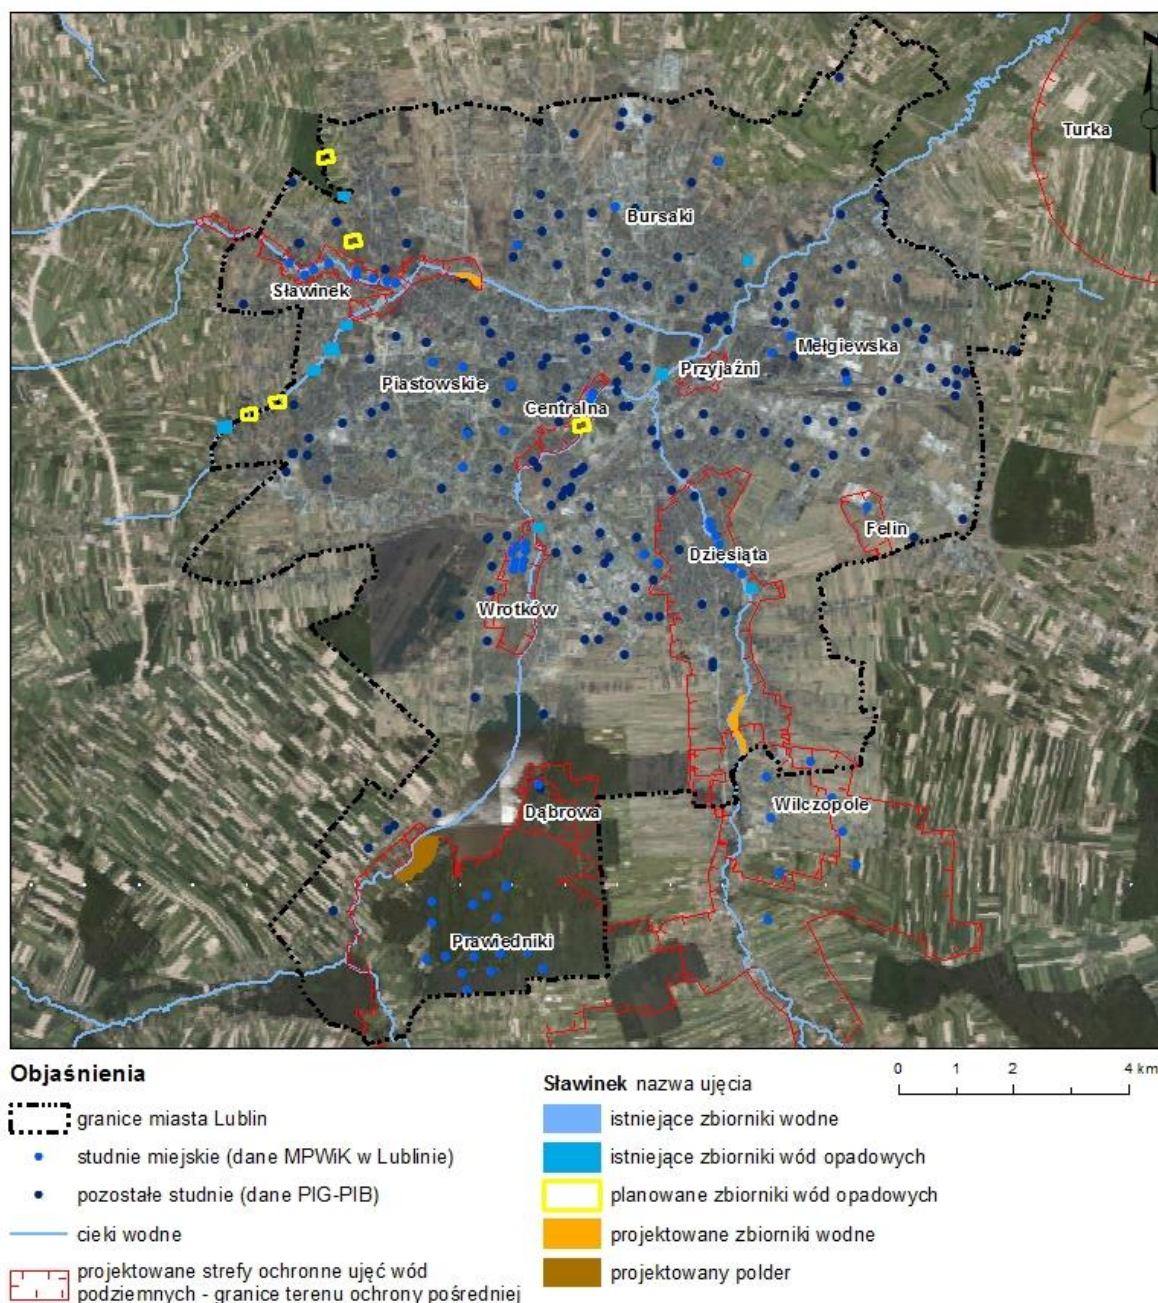 N
Turka
Bursaki
Sławinek
Mełgiewska
Przyjaźni
Piastowskie
Centralna
Felin
Dziesiąta
Wrotków
Wilczopole
Dąbrowa
Prawiedniki
Objaśnienia
granice miasta Lublin
studnie miejskie (dane MPWiK w Lublinie)
pozostałe studnie (dane PIG-PIB)
cieki wodne
projektowane strefy ochronne ujęć wód
podziemnych - granice terenu ochrony pośredniej
Sławinek nazwa ujęcia
istniejące zbiorniki wodne
istniejące zbiorniki wód opadowych
planowane zbiorniki wód opadowych
projektowane zbiorniki wodne
projektowany polder
0 1 2 4 km